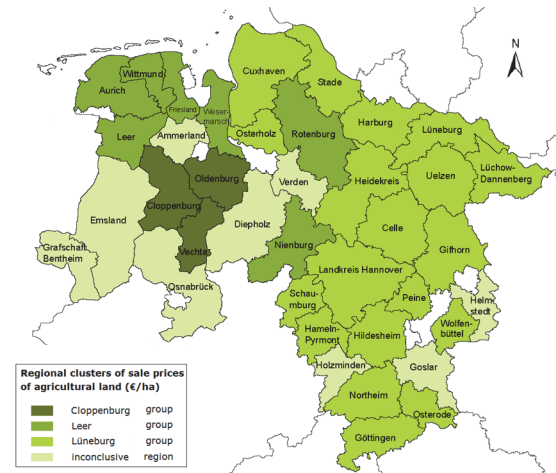 N
Cuxhaven
Stade
Wittmund
Aurich
Friesland
Weser-
marsch
Harburg
Lüneburg
Leer
Ammerland
Osterholz
Rotenburg
Lüchow-
Dannenberg
Oldenburg
Verden
Heidekreis
Uelzen
Cloppenburg
Emsland
Diepholz
Celle
Grafschaft
Bentheim
Vechta
Nienburg
Gifhorn
Osnabrück
Landkreis Hannover
Schaum-
burg
Peine
Helm-
stedt
Hameln-
Pyrmont
Hildesheim
Wolfen-
büttel
Holzminden
Goslar
Northeim
Osterode
Göttingen
Regional clusters of sale prices
of agricultural land (€/ha)
Cloppenburg group
Leer group
Lüneburg group
inconclusive region